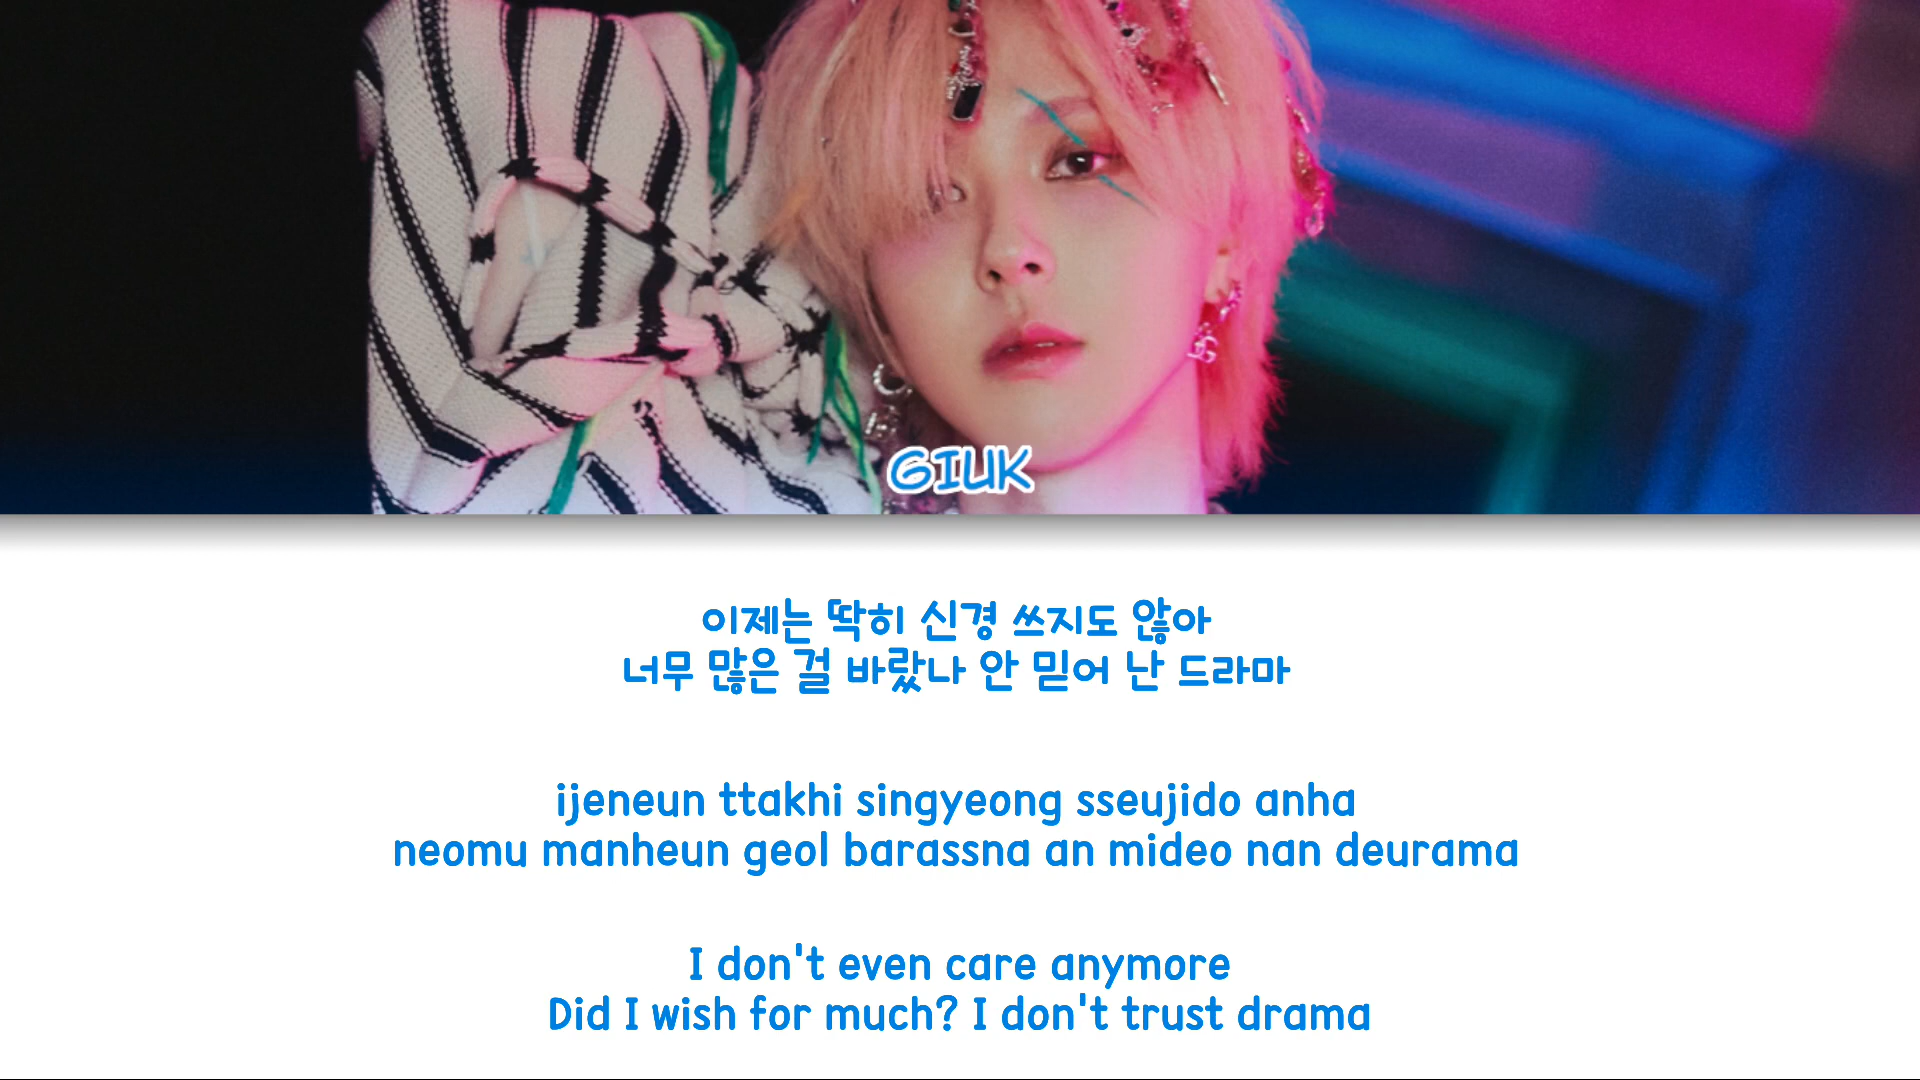 GIUK
이제는 딱히 신경 쓰지도 않아
너무 많은 걸 바랐나 안 믿어 난 드라마
ijeneun ttakhi singyeong sseujido anha
neomu manheun geol barassna an mideo nan deurama
I don't even care anymore
Did I wish for much? I don't trust drama